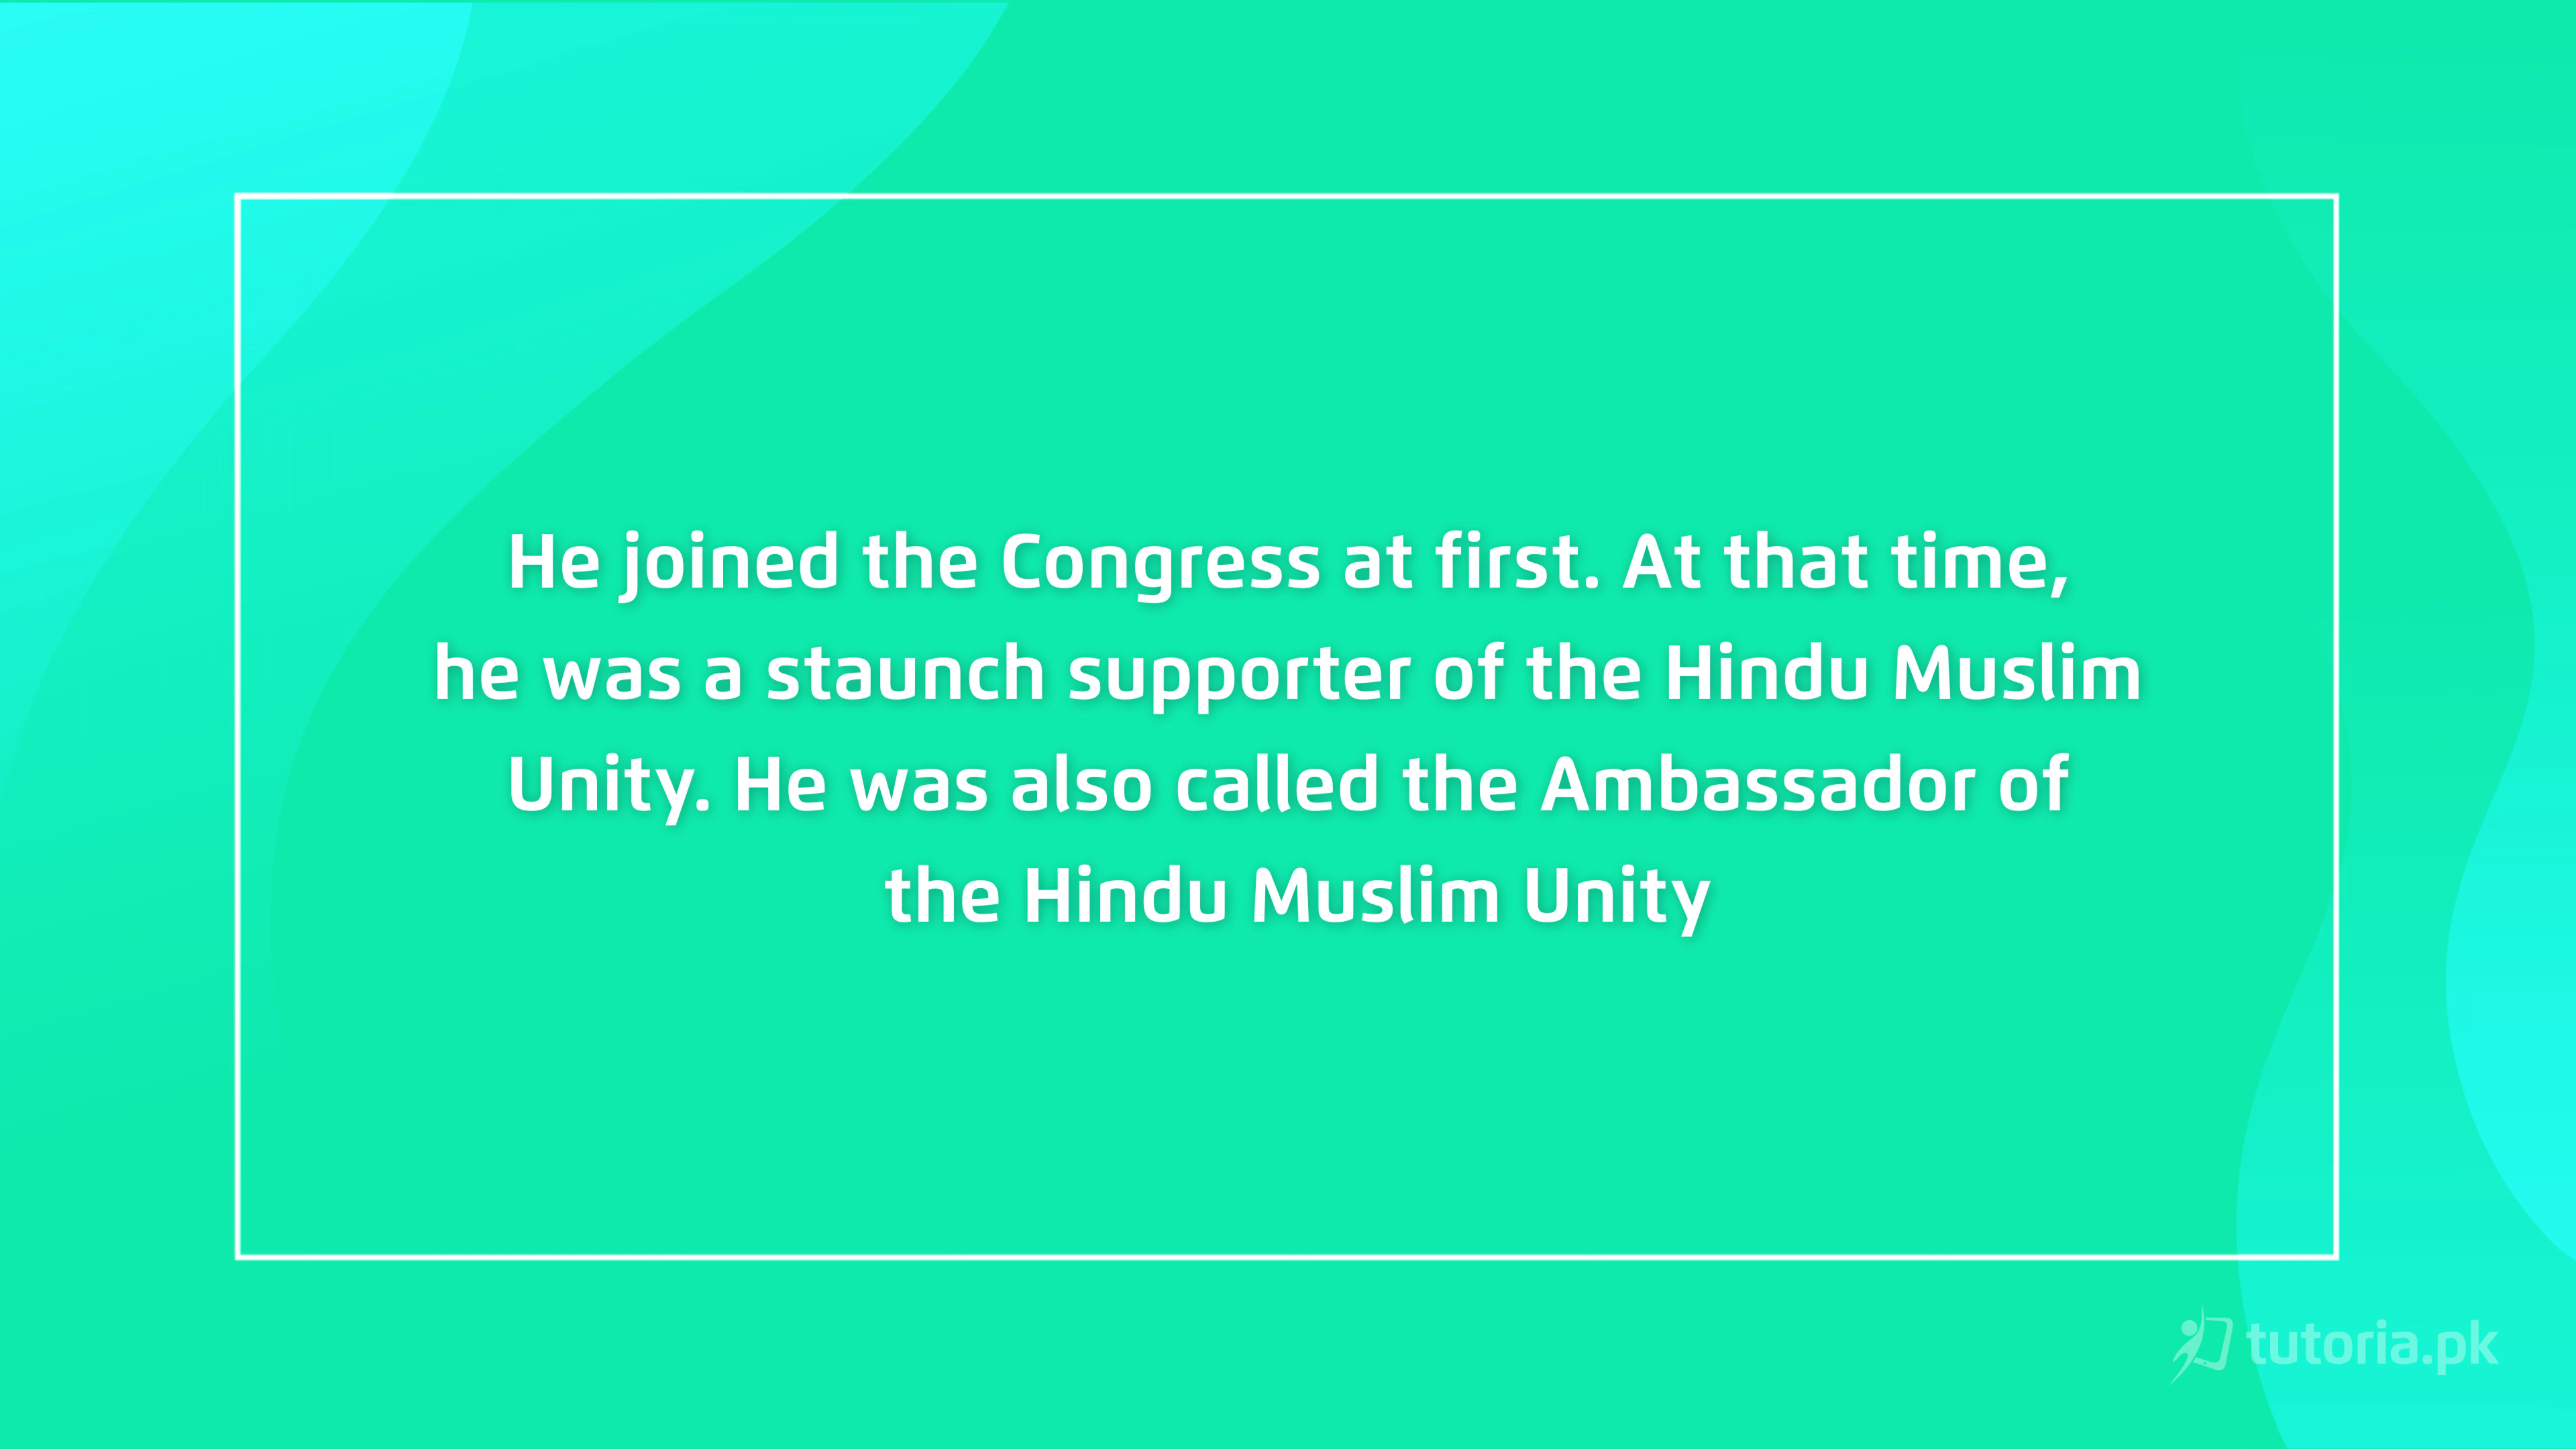 He joined the Congress at first. At that time,
he was a staunch supporter of the Hindu Muslim
Unity. He was also called the Ambassador of
the Hindu Muslim Unity
tutoria.pk